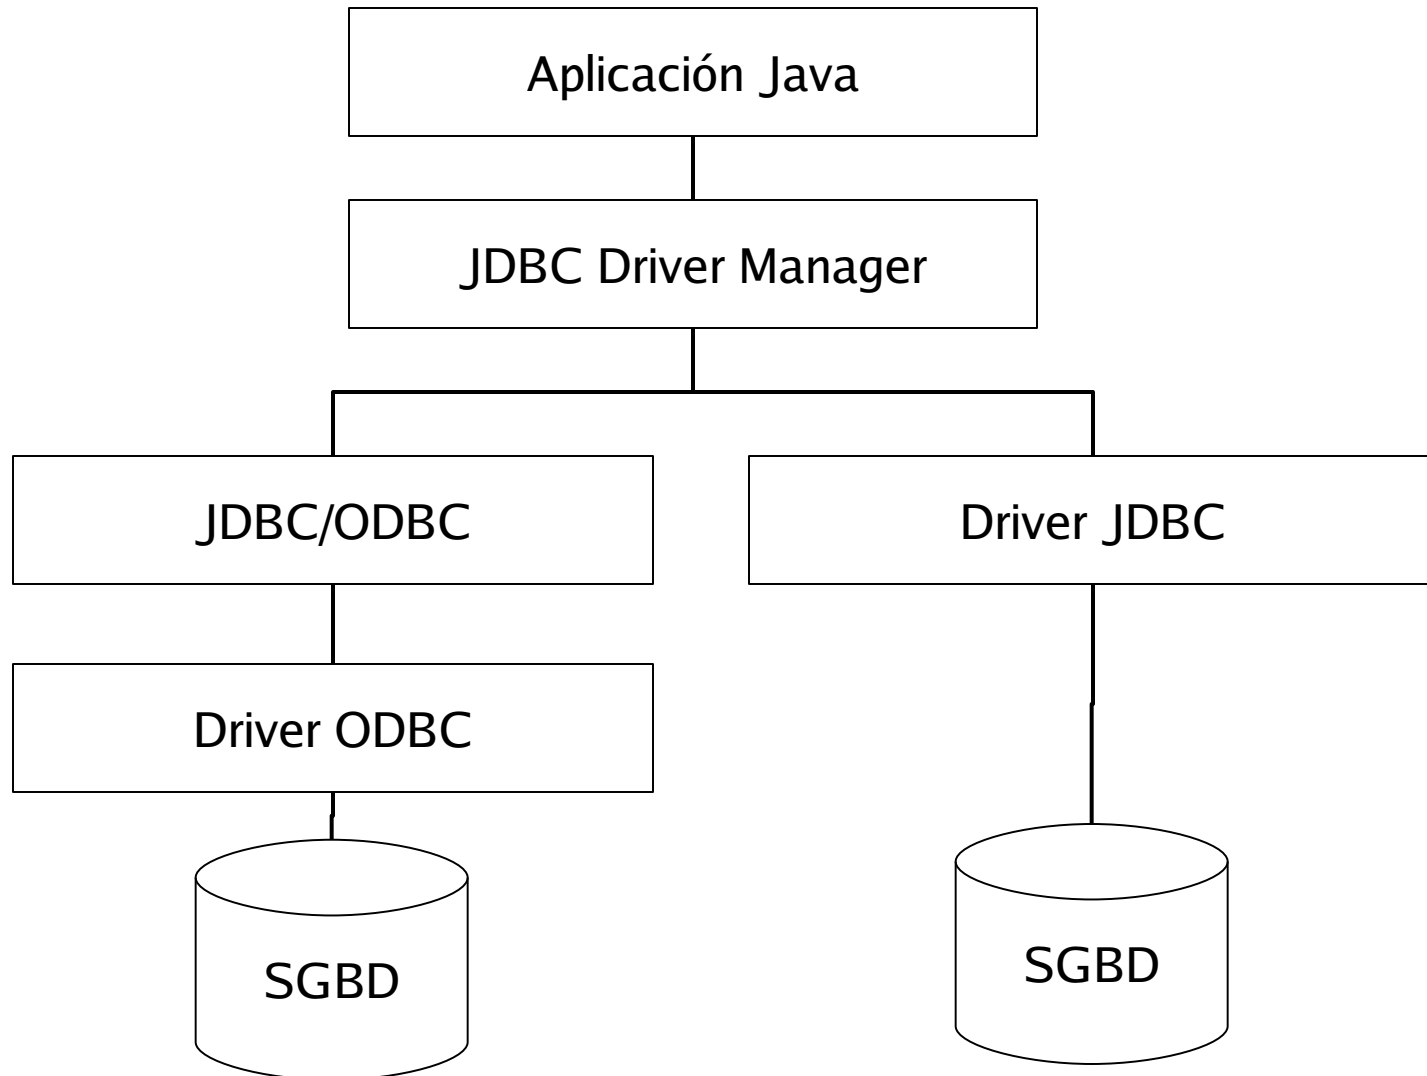 Aplicación Java
JDBC Driver Manager
JDBC/ODBC
Driver JDBC
Driver ODBC
SGBD
SGBD